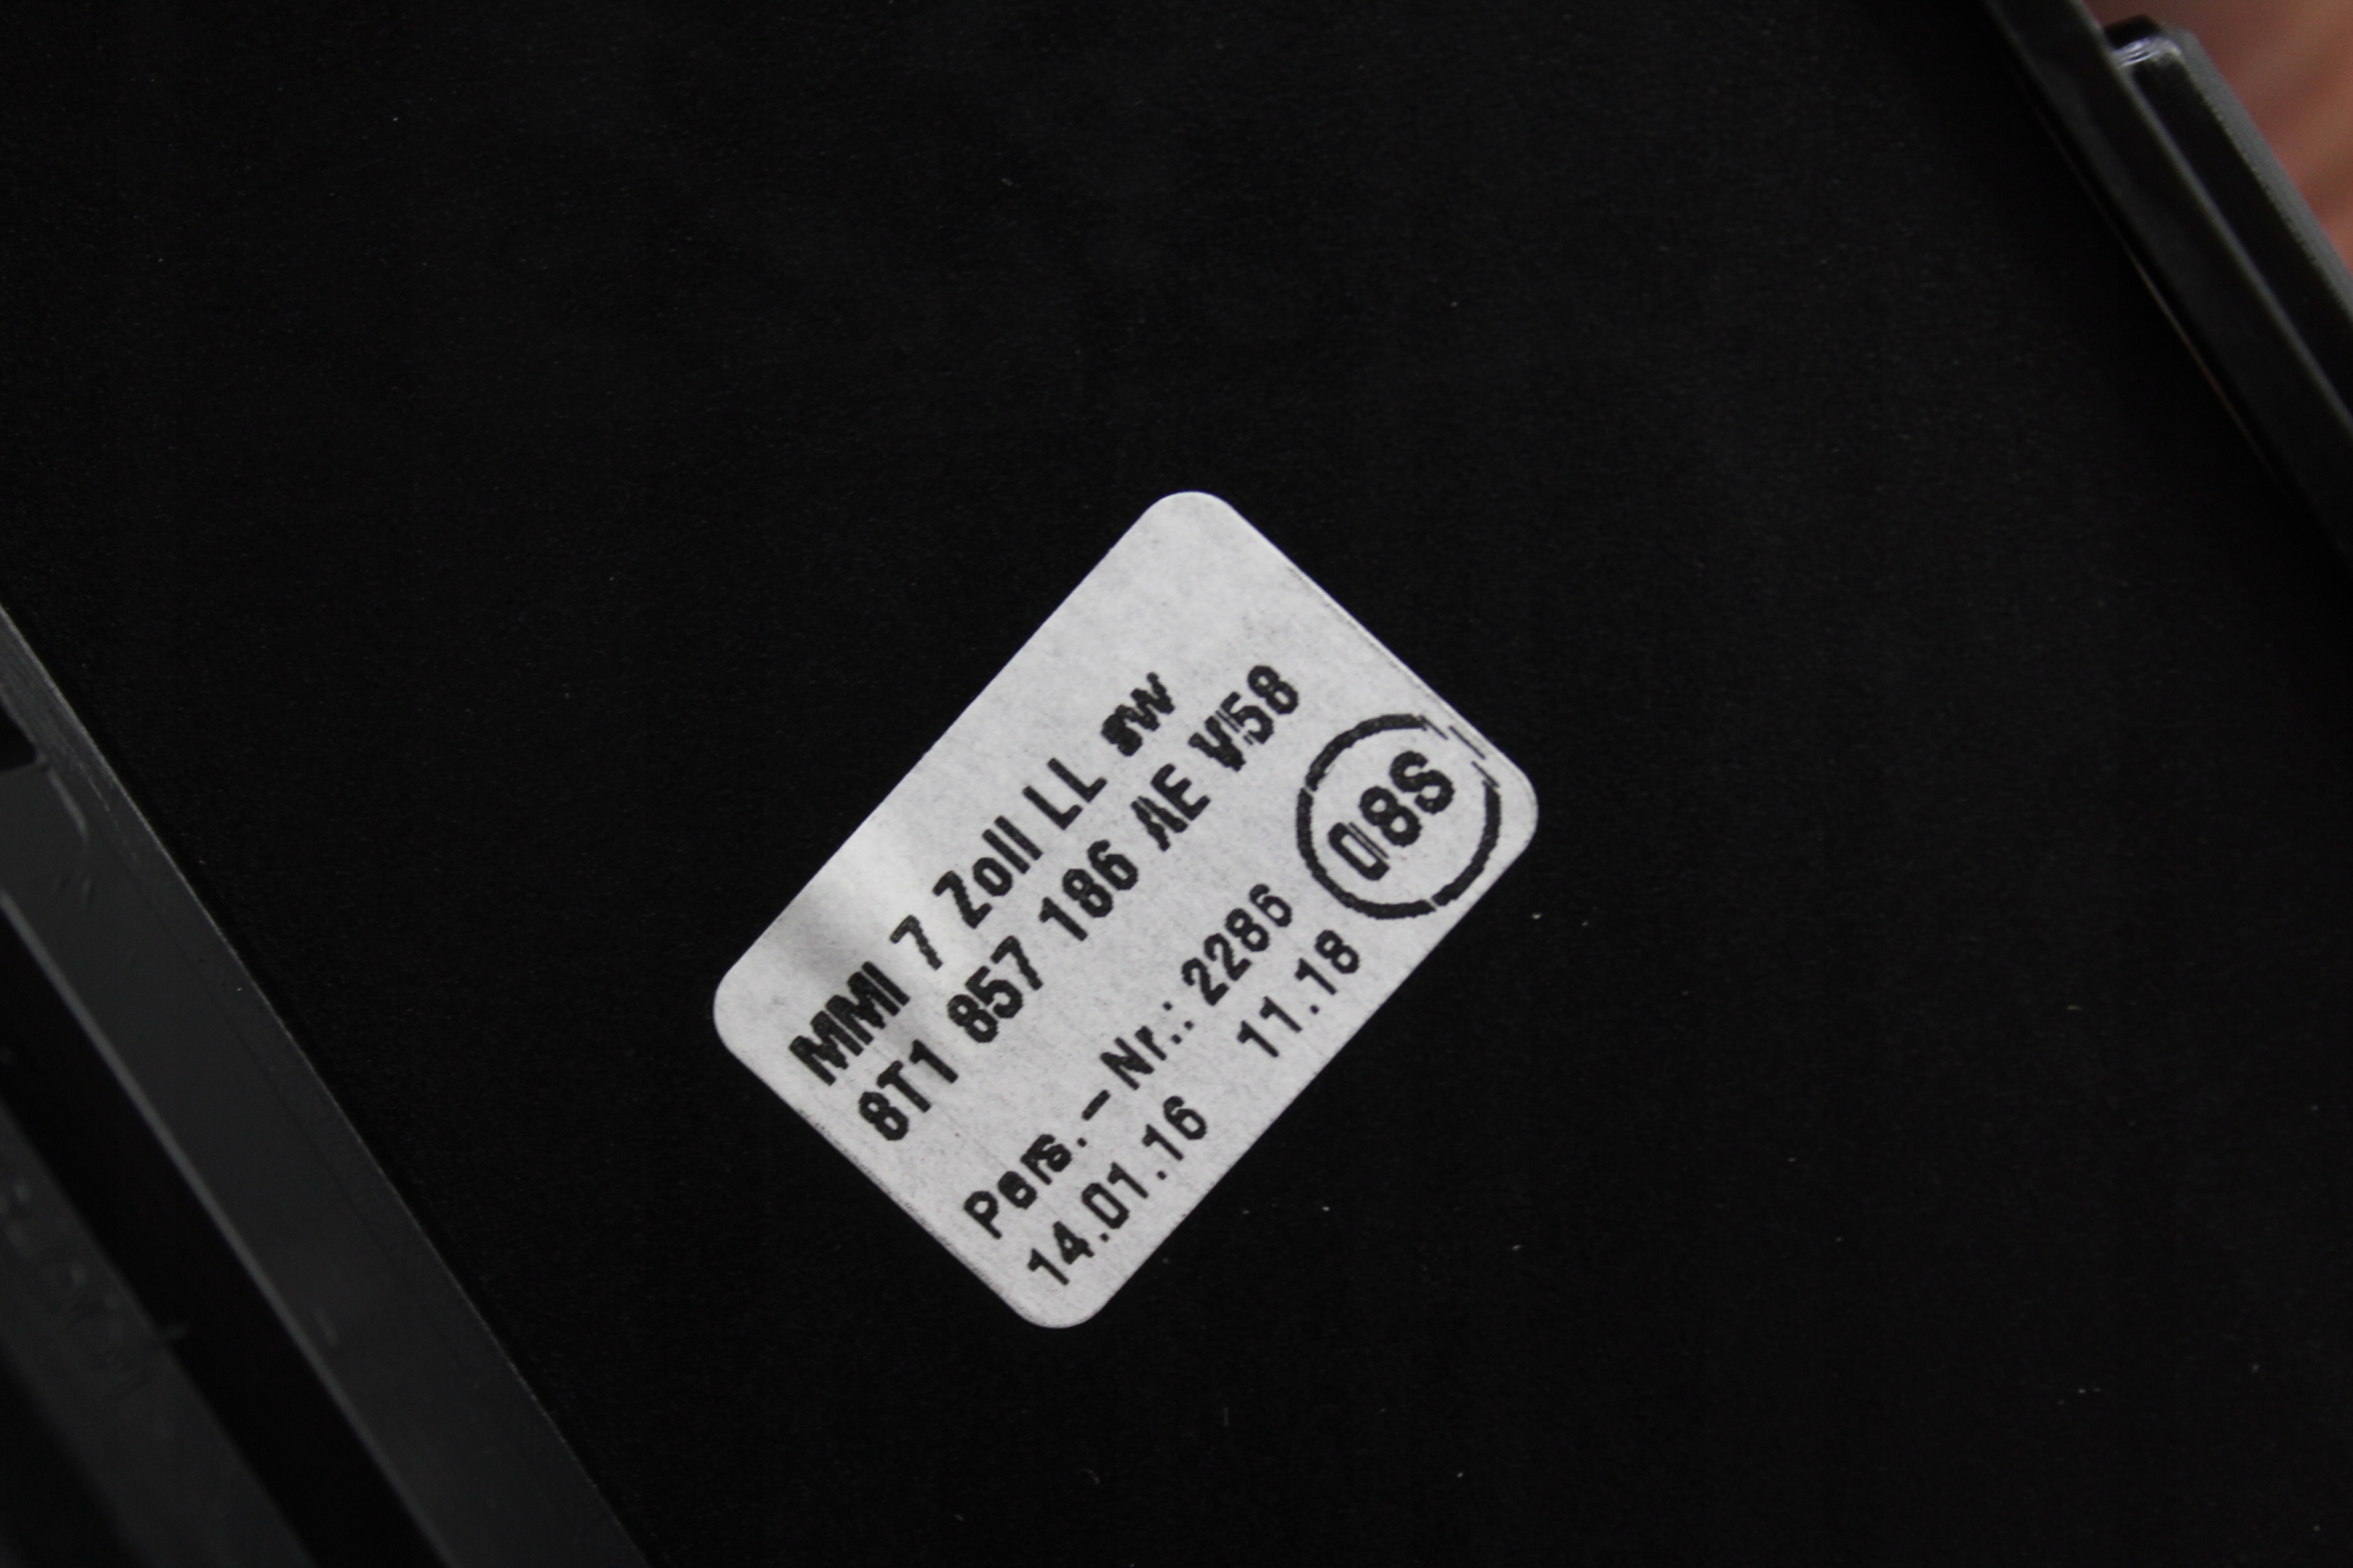 MMI 7 Zoll LL sw
8T1 857 186 AE V58
08S
Pers.-Nr.: 2286
14.01.16 11.18